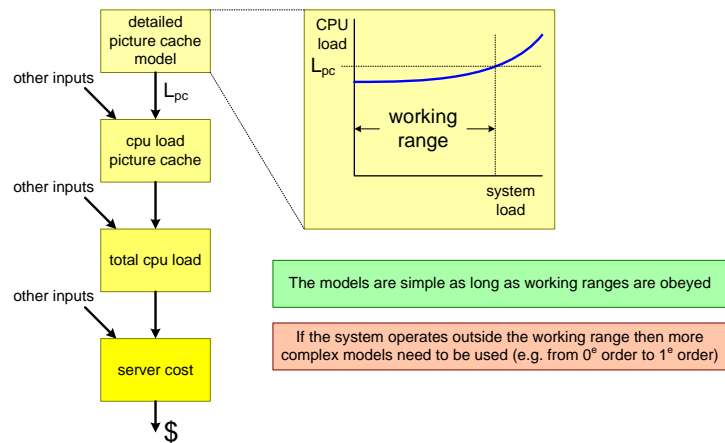 detailed
picture cache
model
other inputs
Lpc
cpu load
picture cache
other inputs
total cpu load
other inputs
server cost
$
CPU
load
Lpc
working
range
system
load
The models are simple as long as working ranges are obeyed
If the system operates outside the working range then more
complex models need to be used (e.g. from 0e order to 1e order)